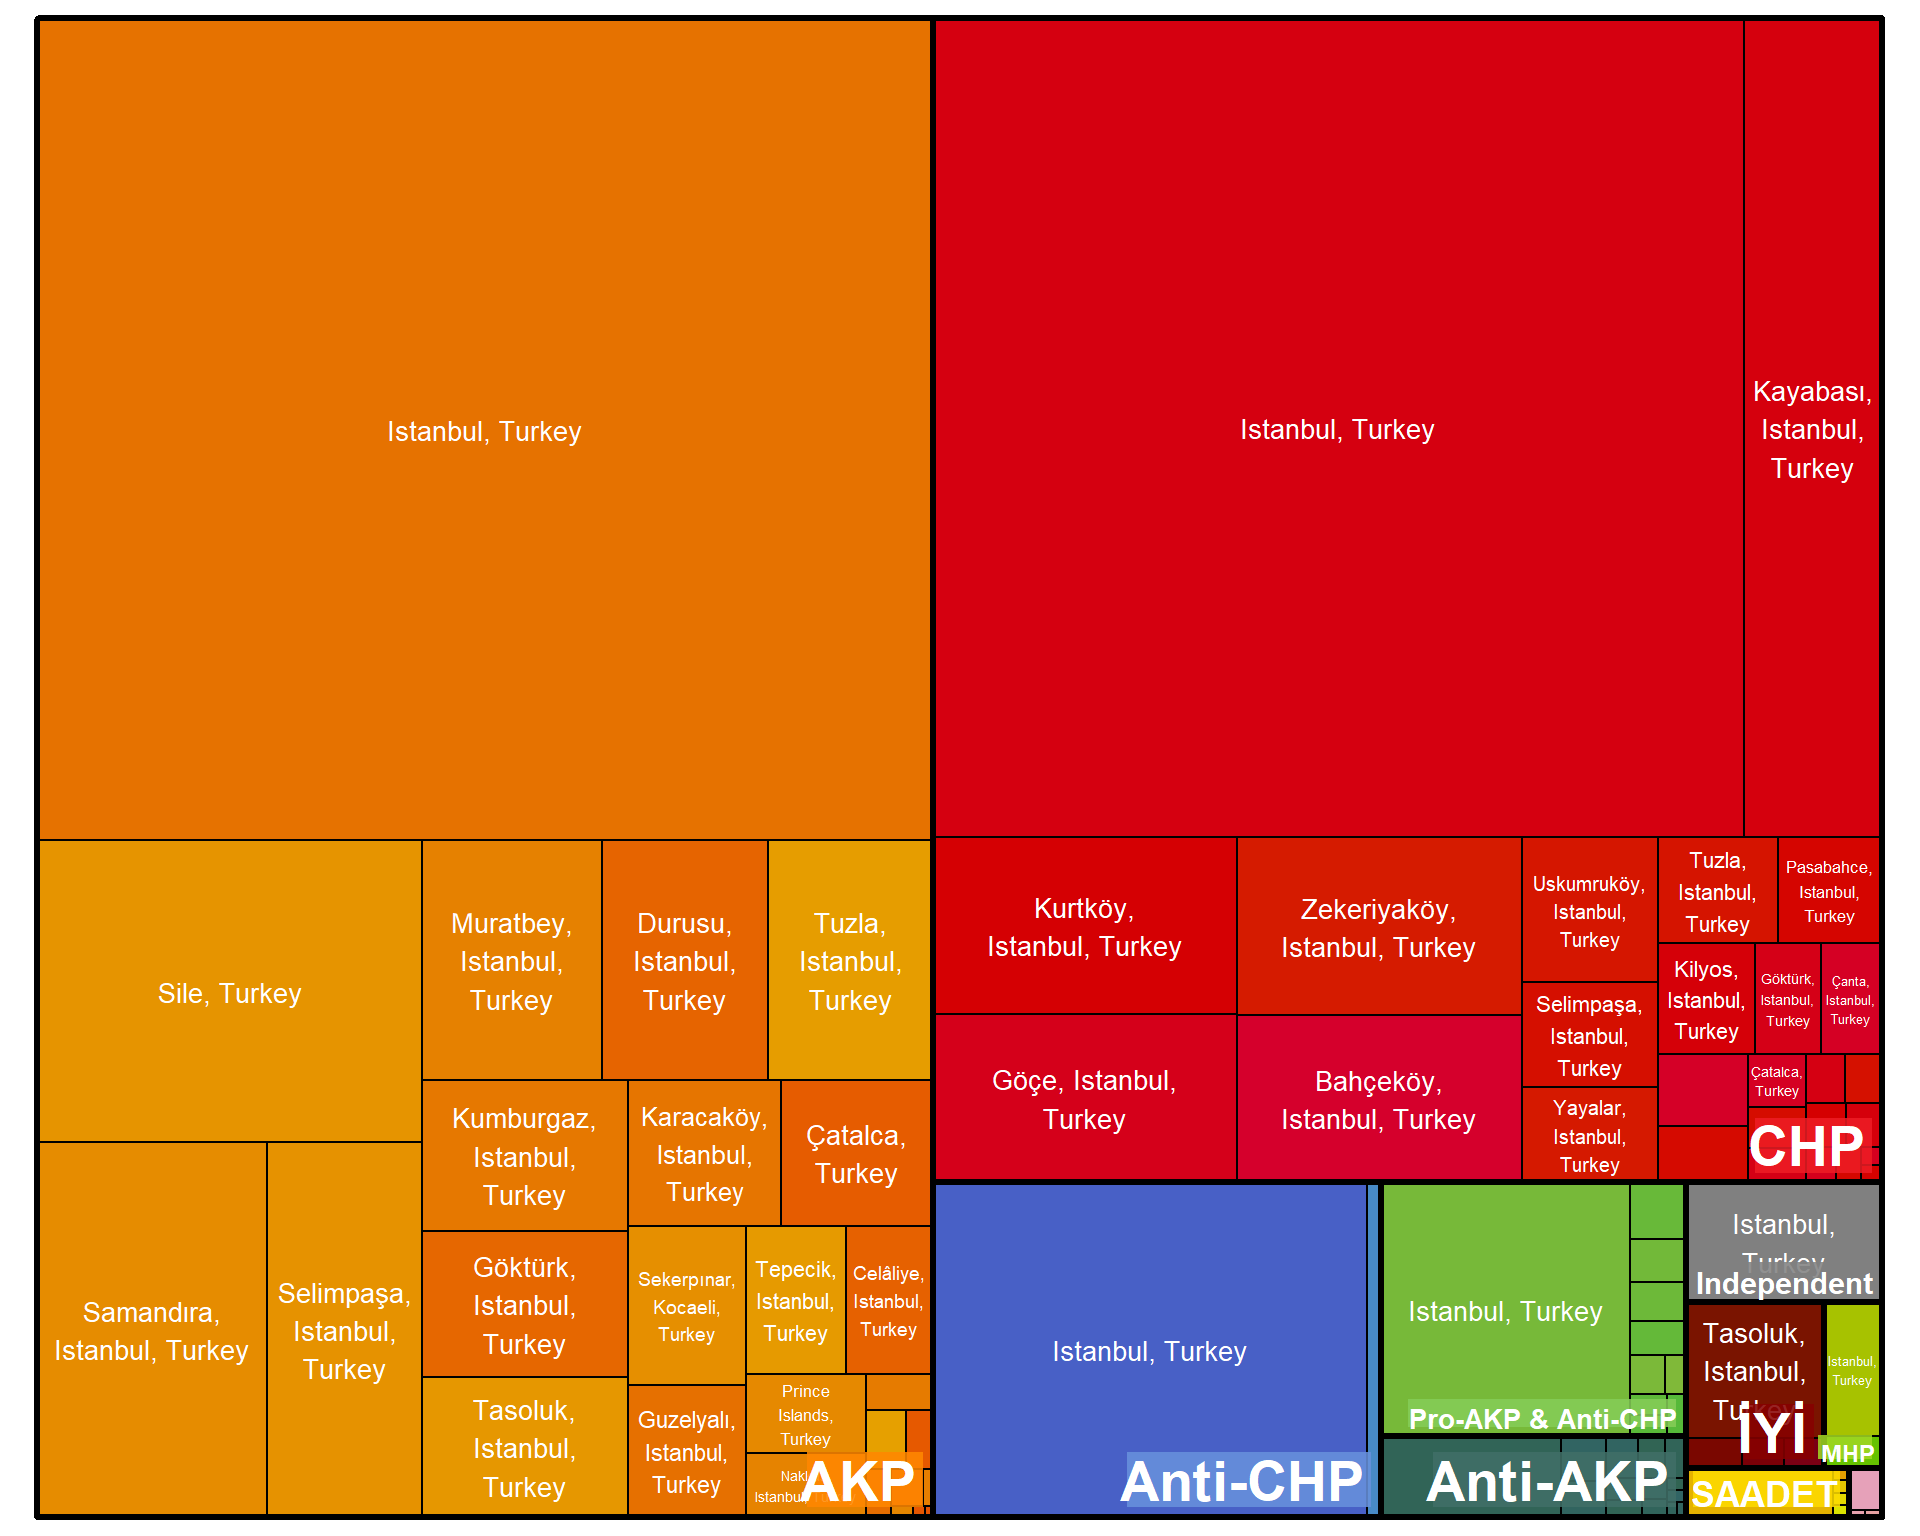 Istanbul, Turkey
Sile, Turkey
Muratbey,
Istanbul,
Turkey
Durusu,
Istanbul,
Turkey
Tuzla,
Istanbul,
Turkey
Samandıra,
Istanbul, Turkey
Selimpaşa,
Istanbul,
Turkey
Kumburgaz,
Istanbul,
Turkey
Karacaköy,
Istanbul,
Turkey
Çatalca,
Turkey
Göktürk,
Istanbul,
Turkey
Tasoluk,
Istanbul,
Turkey
Sekerpınar,
Kocaeli,
Turkey
Tepecik,
Istanbul,
Turkey
Celâliye,
Istanbul,
Turkey
Guzelyalı,
Istanbul,
Turkey
Prince
Islands,
Turkey
Istanbul,
AKP
Istanbul, Turkey
Kayabası,
Istanbul,
Turkey
Kurtköy,
Istanbul, Turkey
Zekeriyaköy,
Istanbul, Turkey
Göçe, Istanbul,
Turkey
Bahçeköy,
Istanbul, Turkey
Uskumruköy,
Istanbul,
Turkey
Selimpaşa,
Istanbul,
Turkey
Yayalar,
Istanbul,
Turkey
Tuzla,
Istanbul,
Turkey
Pasabahce,
Istanbul,
Turkey
Kilyos,
Istanbul,
Turkey
Göktürk,
Istanbul,
Turkey
Çanta,
Istanbul,
Turkey
Çatalca,
Turkey
CHP
Istanbul, Turkey
Anti-CHP
Istanbul, Turkey
Pro-AKP & Anti-CHP
Anti-AKP
Istanbul,
Turkey
Independent
Tasoluk,
Istanbul,
Turkey
İYİ
Istanbul,
Turkey
MHP
SAADET